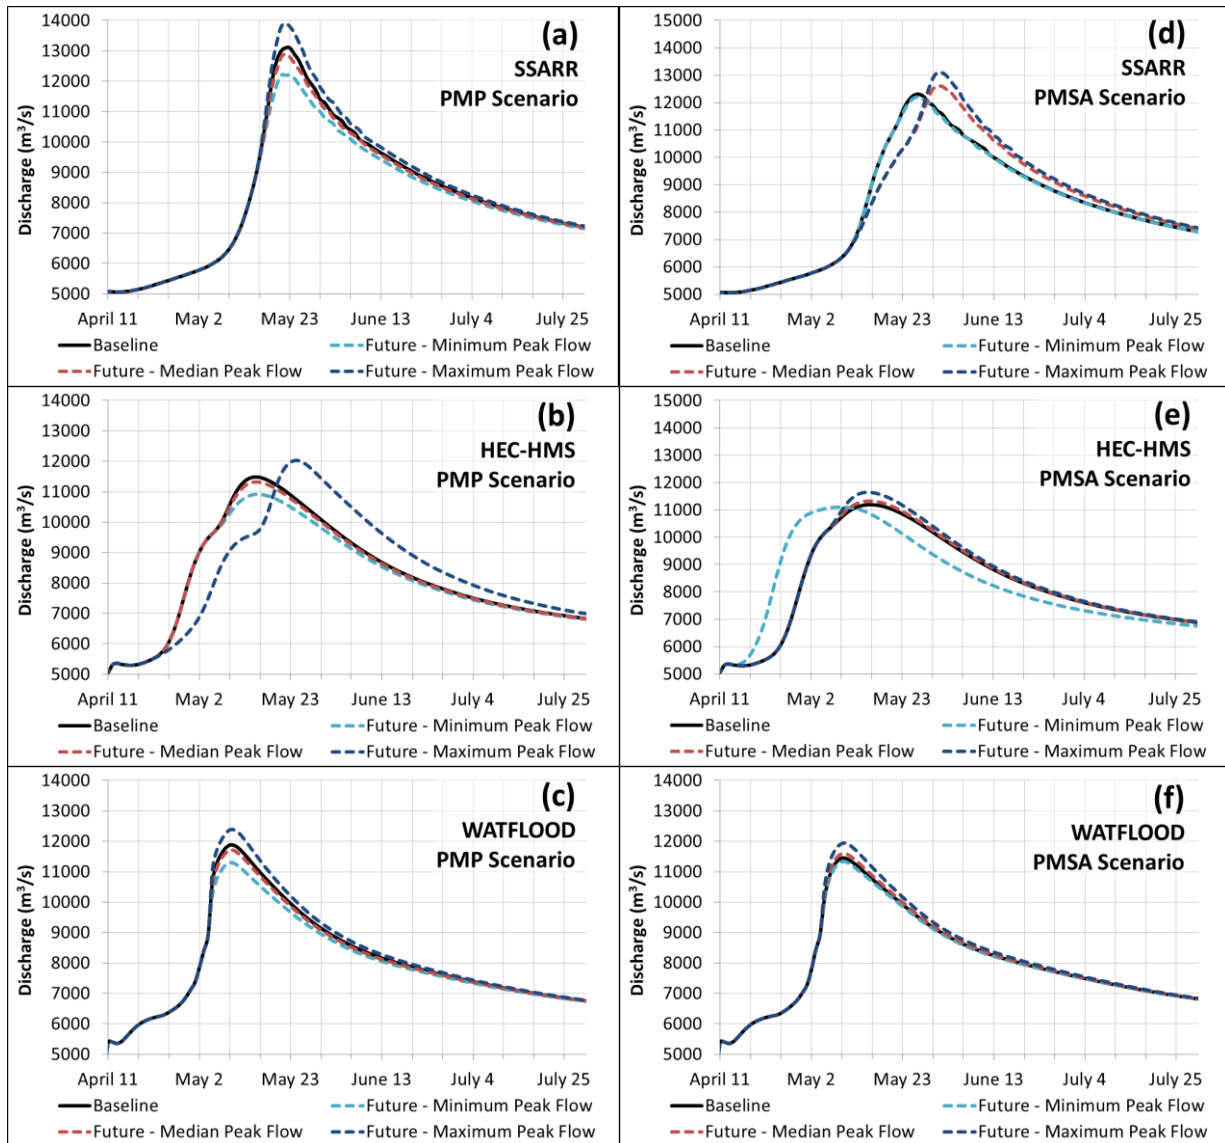 (a)
SSARR
PMP Scenario
Discharge (m³/s)
14000
13000
12000
11000
10000
9000
8000
7000
6000
5000
April 11 May 2 May 23 June 13 July 4 July 25
Baseline Future - Minimum Peak Flow
Future - Median Peak Flow Future - Maximum Peak Flow
(d)
SSARR
PMSA Scenario
Discharge (m³/s)
15000
14000
13000
12000
11000
10000
9000
8000
7000
6000
5000
April 11 May 2 May 23 June 13 July 4 July 25
Baseline Future - Minimum Peak Flow
Future - Median Peak Flow Future - Maximum Peak Flow
(b)
HEC-HMS
PMP Scenario
Discharge (m³/s)
14000
13000
12000
11000
10000
9000
8000
7000
6000
5000
April 11 May 2 May 23 June 13 July 4 July 25
Baseline Future - Minimum Peak Flow
Future - Median Peak Flow Future - Maximum Peak Flow
(e)
HEC-HMS
PMSA Scenario
Discharge (m³/s)
15000
14000
13000
12000
11000
10000
9000
8000
7000
6000
5000
April 11 May 2 May 23 June 13 July 4 July 25
Baseline Future - Minimum Peak Flow
Future - Median Peak Flow Future - Maximum Peak Flow
(c)
WATFLOOD
PMP Scenario
Discharge (m³/s)
14000
13000
12000
11000
10000
9000
8000
7000
6000
5000
April 11 May 2 May 23 June 13 July 4 July 25
Baseline Future - Minimum Peak Flow
Future - Median Peak Flow Future - Maximum Peak Flow
(f)
WATFLOOD
PMSA Scenario
Discharge (m³/s)
14000
13000
12000
11000
10000
9000
8000
7000
6000
5000
April 11 May 2 May 23 June 13 July 4 July 25
Baseline Future - Minimum Peak Flow
Future - Median Peak Flow Future - Maximum Peak Flow